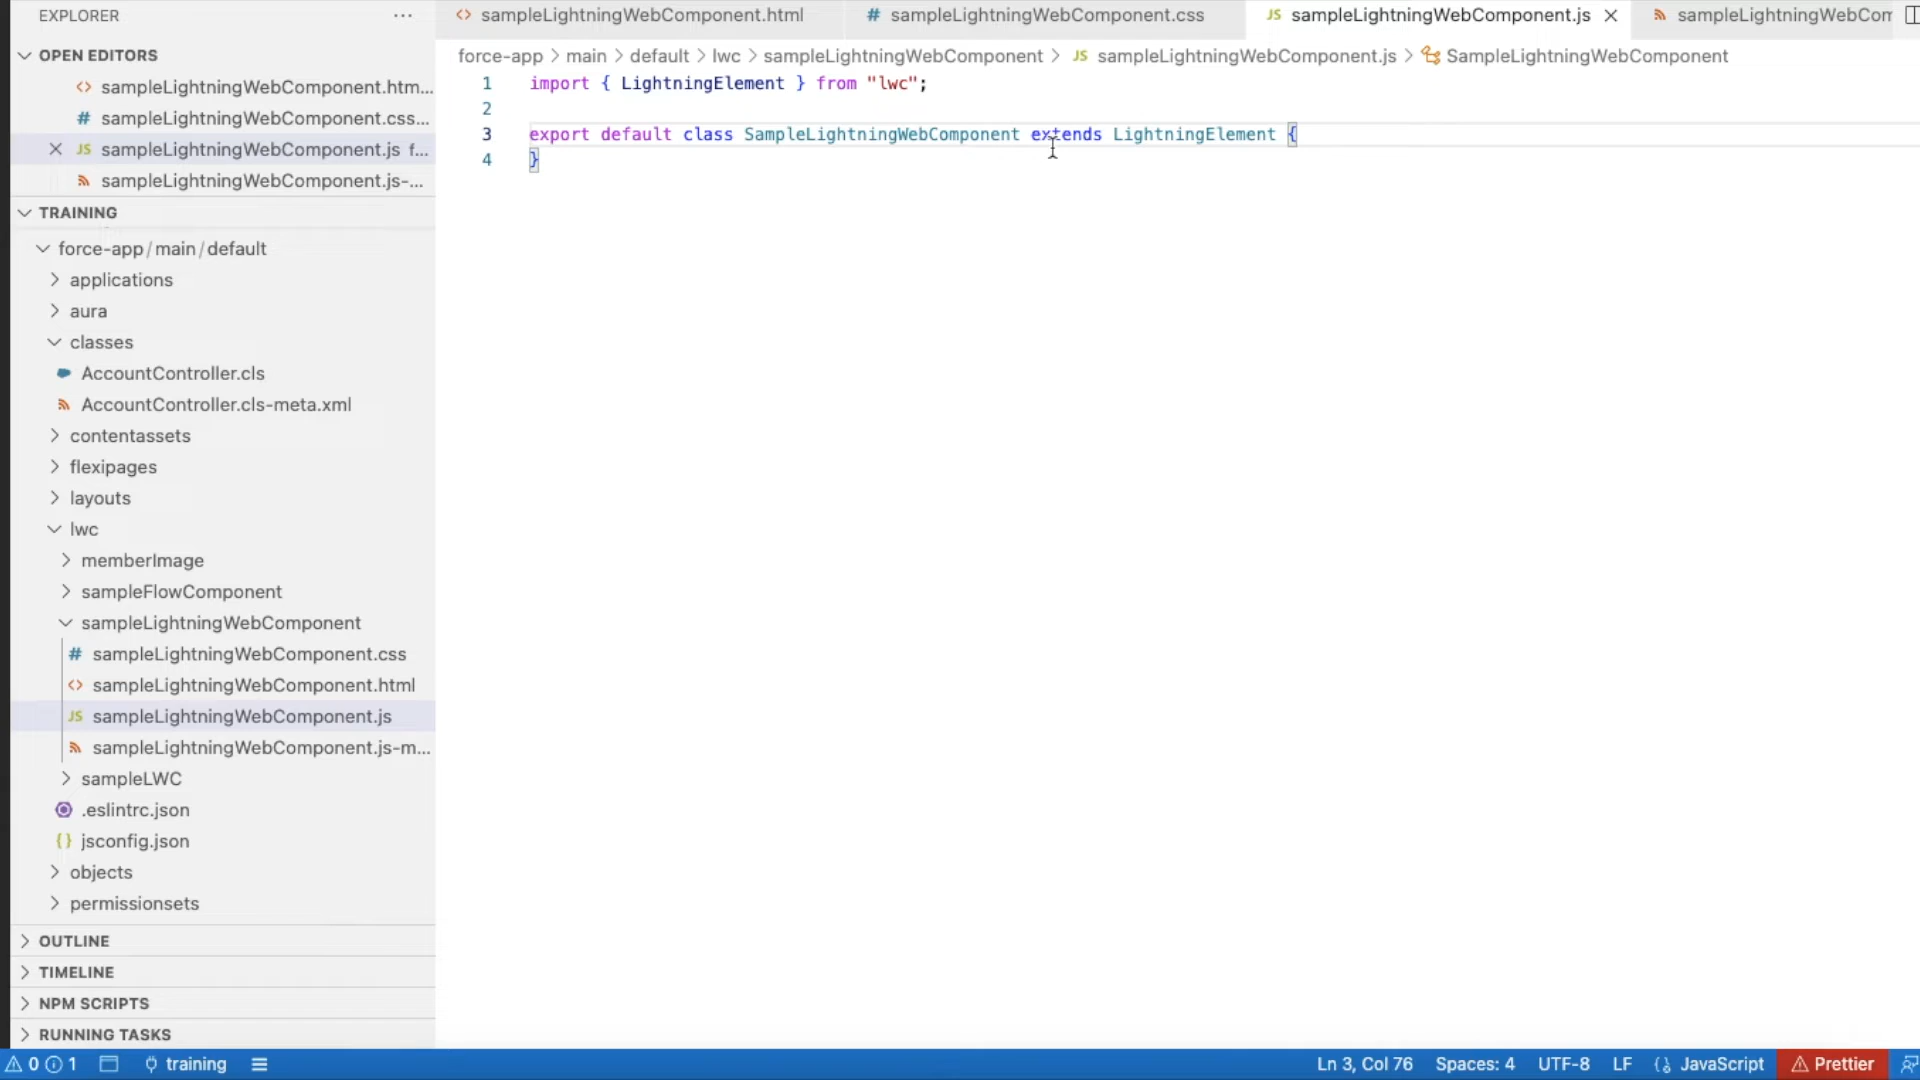 EXPLORER
OPEN EDITORS
sampleLightningWebComponent.htm...
sampleLightningWebComponent.css...
sampleLightningWebComponent.js f...
sampleLightningWebComponent.js-...
TRAINING
force-app/main/default
applications
aura
classes
AccountController.cls
AccountController.cls-meta.xml
contentassets
flexipages
layouts
lwc
memberImage
sampleFlowComponent
sampleLightningWebComponent
sampleLightningWebComponent.css
sampleLightningWebComponent.html
JS sampleLightningWebComponent.js
sampleLightningWebComponent.js-m...
sampleLWC
.eslintrc.json
jsconfig.json
objects
permissionsets
OUTLINE
TIMELINE
NPM SCRIPTS
RUNNING TASKS
sampleLightningWebComponent.html
# sampleLightningWebComponent.css
JS sampleLightningWebComponent.js
sampleLightningWebCom
force-app > main > default > lwc > sampleLightningWebComponent > JS sampleLightningWebComponent.js > SampleLightningWebComponent
1 import { LightningElement } from "lwc";
2
3 export default class SampleLightningWebComponent extends LightningElement {
4 }
0 1 training
Ln 3, Col 76 Spaces: 4 UTF-8 LF JavaScript Prettier